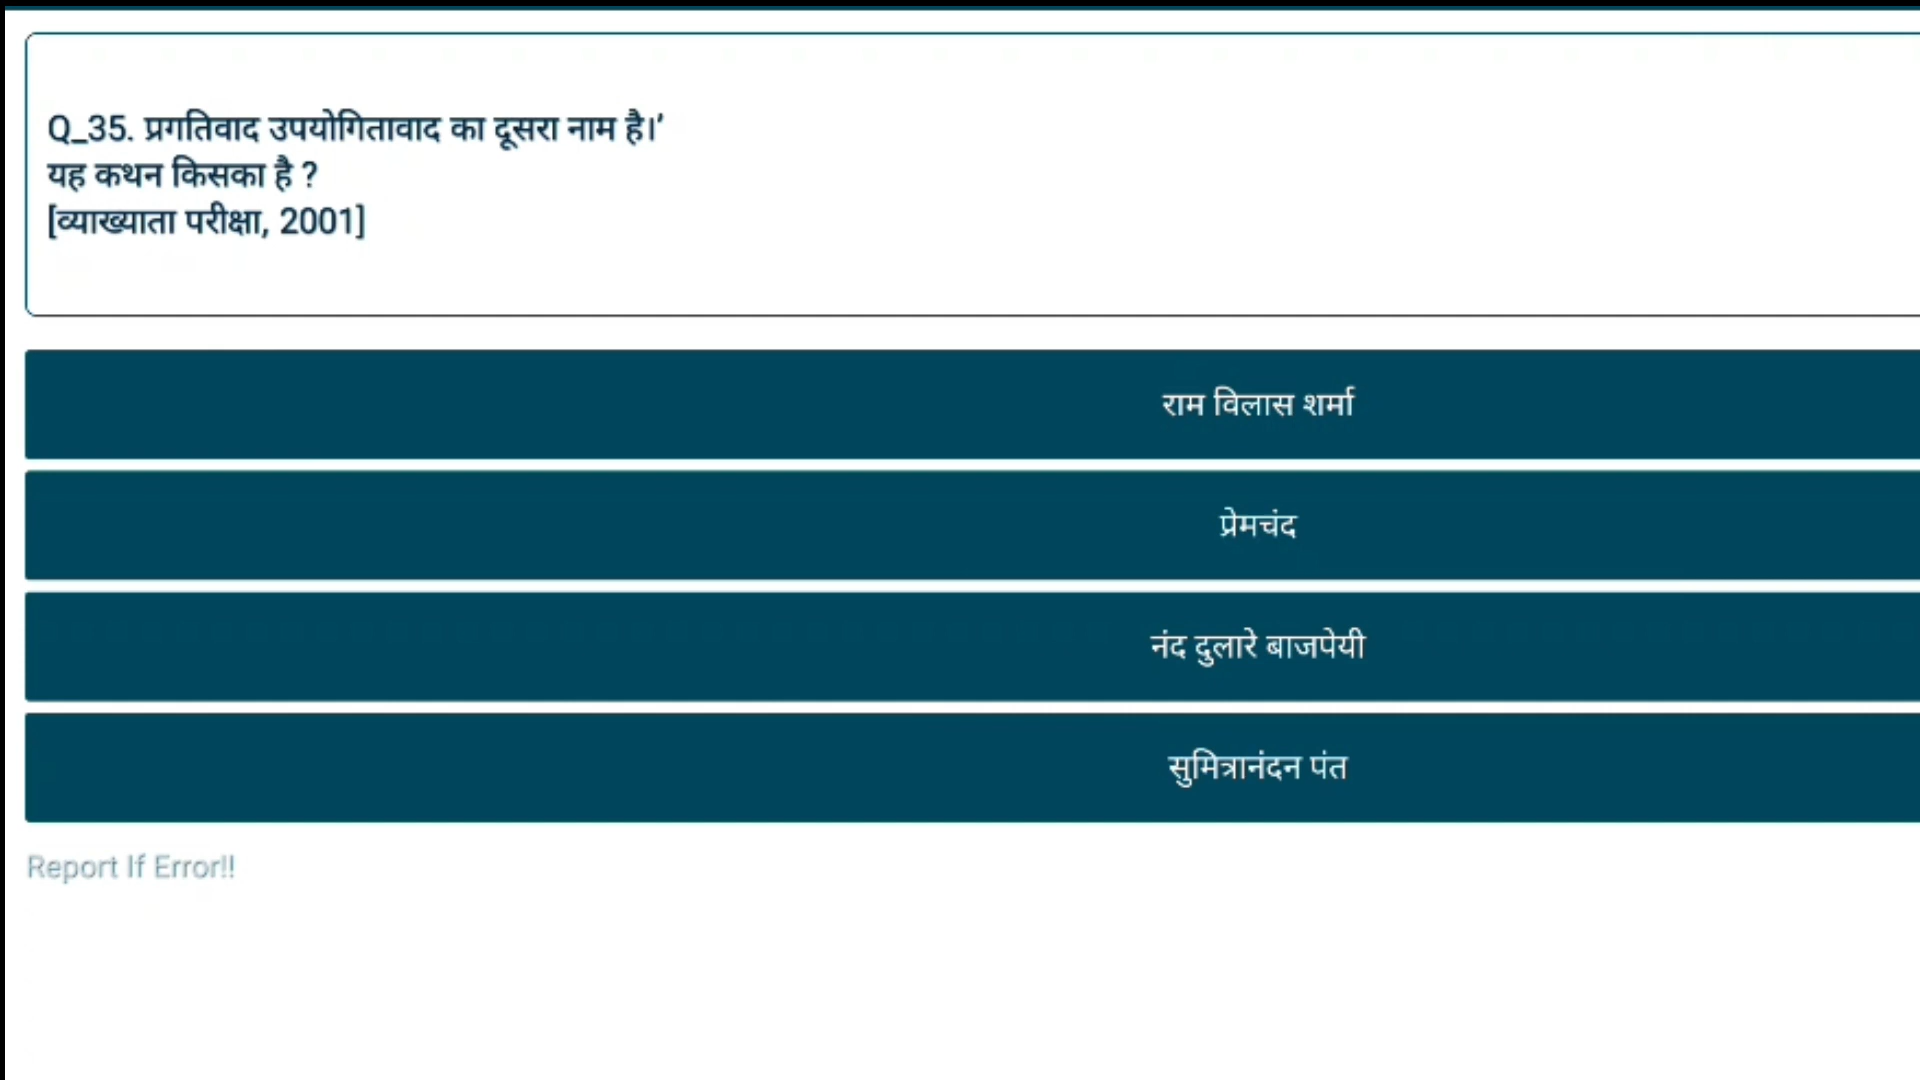 Q_35. प्रगतिवाद उपयोगितावाद का दूसरा नाम है।’
यह कथन किसका है ?
[व्याख्याता परीक्षा, 2001]
राम विलास शर्मा
प्रेमचंद
नंद दुलारे बाजपेयी
सुमित्रानंदन पंत
Report If Error!!